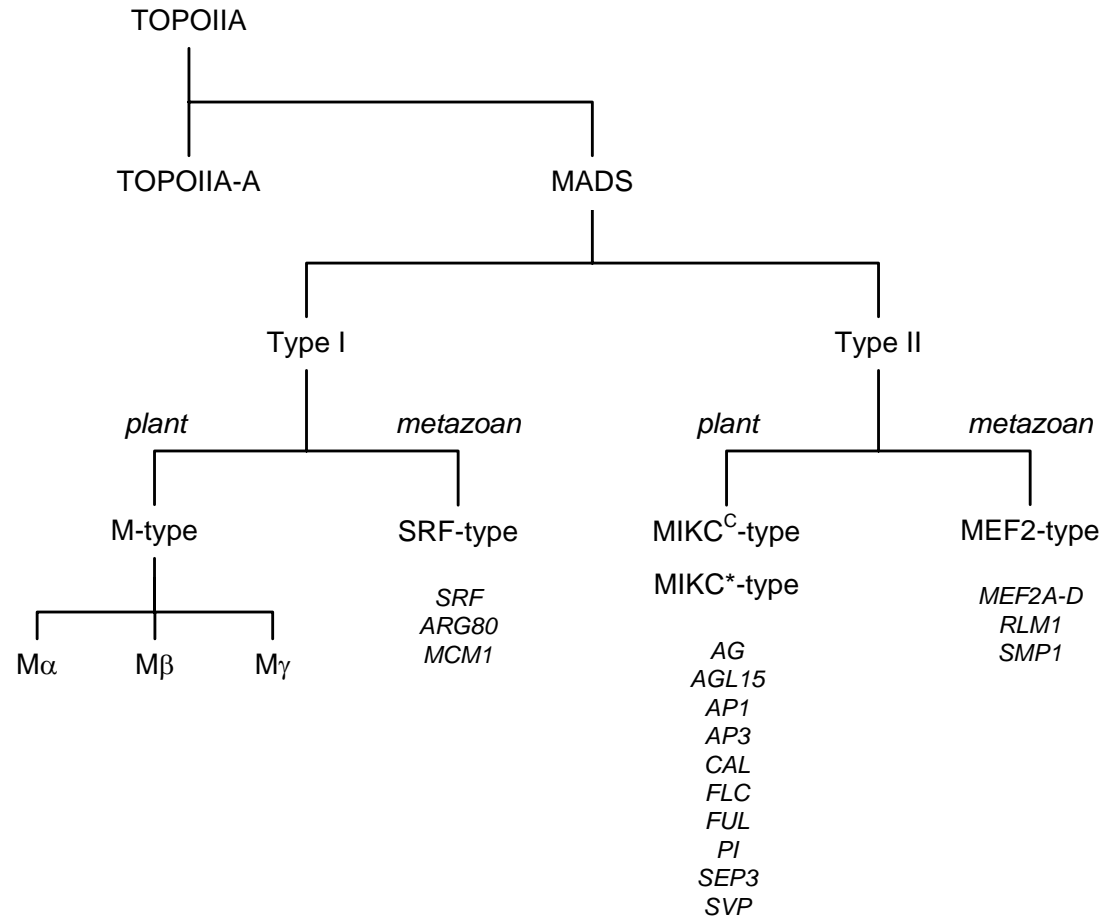 TOPOIIA
TOPOIIA-A
MADS
Type I
Type II
plant
metazoan
plant
metazoan
M-type
SRF-type
MIKC^C-type
MEF2-type
MIKC*-type
SRF
ARG80
MCM1
MEF2A-D
RLM1
SMP1
Mα
Mβ
Mγ
AG
AGL15
AP1
AP3
CAL
FLC
FUL
PI
SEP3
SVP